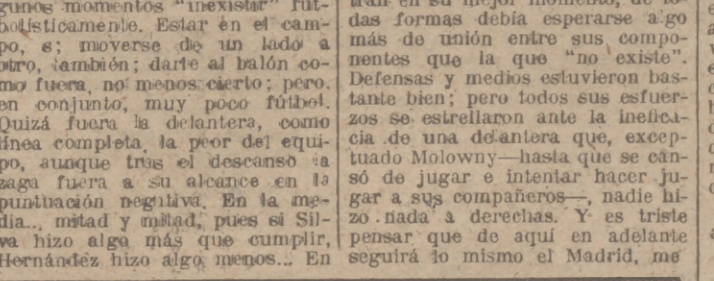 gunos momentos "inexistir" fut-
bolísticamente. Estar en el cam-
po, s; moverse de un lado a
otro, también; darle al balón co-
mo fuera, no menos cierto; pero,
en conjunto, muy poco fútbol.
Quizá fuera la delantera, como
línea completa, la peor del equi-
po, aunque tras el descanso la
zaga fuera a su alcance en la
puntuación negativa. En la me-
dia... mitad y mitad, pues si Sil-
va hizo algo más que cumplir,
Hernández hizo algo menos... En
tran en su mejor momento, de to-
das formas debía esperarse algo
más de unión entre sus compo-
nentes que la que "no existe".
Defensas y medios estuvieron bas-
tante bien; pero todos sus esfuer-
zos se estrellaron ante la inefica-
cia de una delantera que, excep-
tuado Molowny—hasta que se can-
só de jugar e intentar hacer ju-
gar a sus compañeros—, nadie hi-
zo nada a derechas. Y es triste
pensar que de aquí en adelante
seguirá lo mismo el Madrid, me